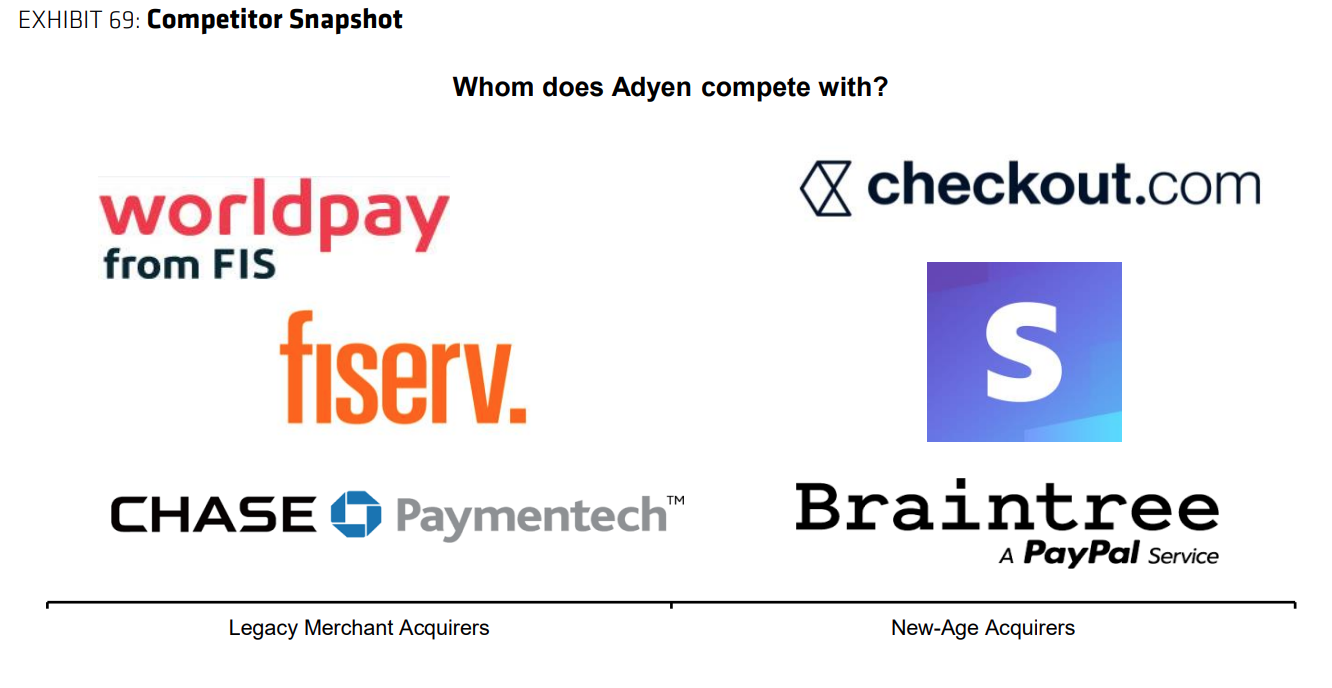 EXHIBIT 69: Competitor Snapshot
Whom does Adyen compete with?
worldpay
from FIS
fiserv.
CHASE Paymentech™
checkout.com
S
Braintree
A PayPal Service
Legacy Merchant Acquirers
New-Age Acquirers